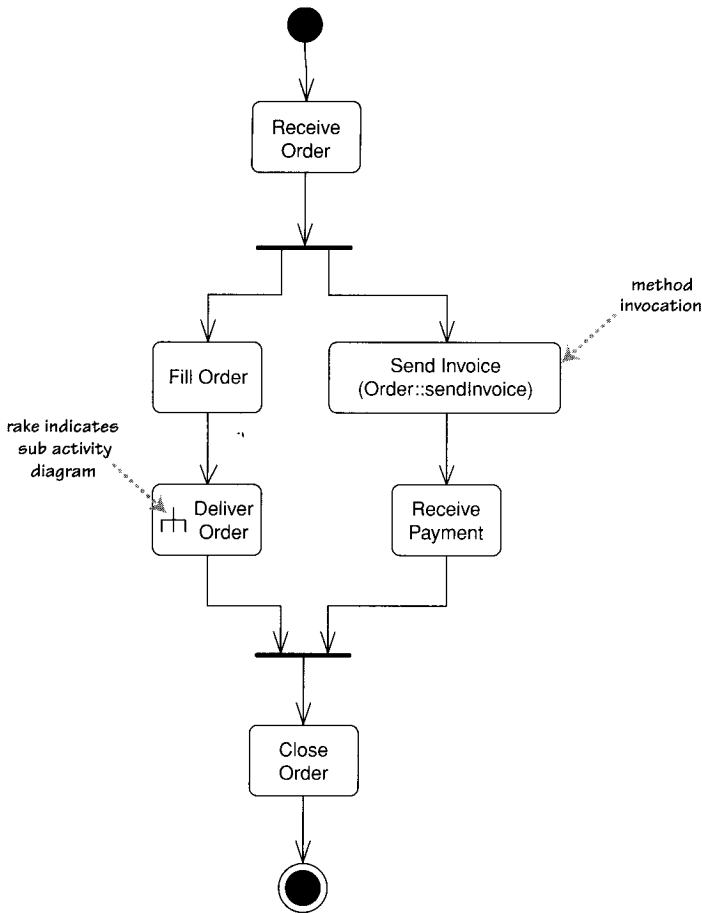 Receive
Order
method
invocation
Fill Order
Send Invoice
(Order::sendInvoice)
rake indicates
sub activity
diagram
Deliver
Order
Receive
Payment
Close
Order